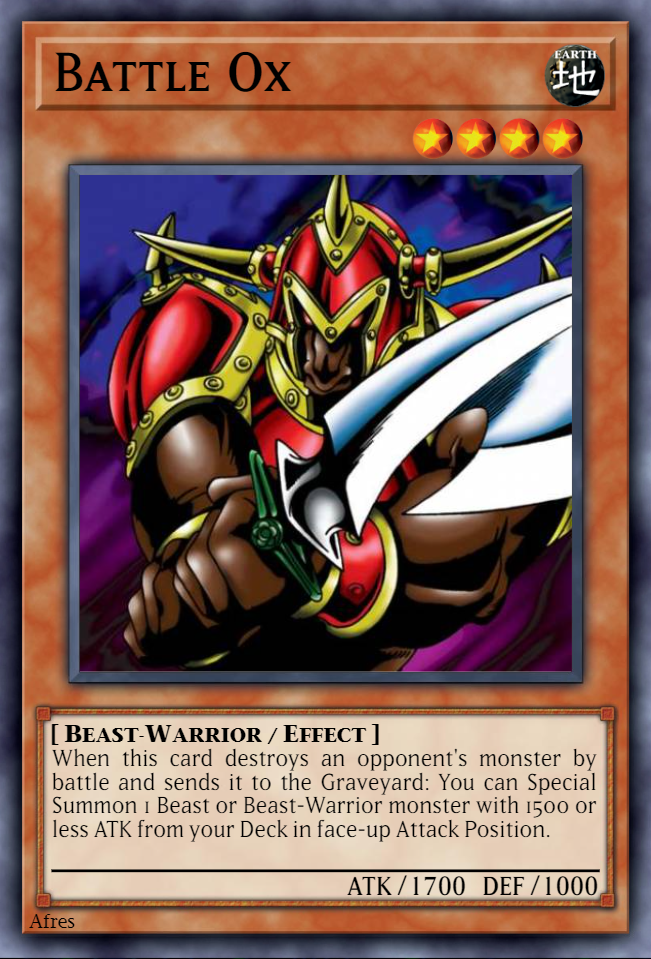 Battle Ox
EARTH
地
[ Beast-Warrior / Effect ]
When this card destroys an opponent's monster by
battle and sends it to the Graveyard: You can Special
Summon 1 Beast or Beast-Warrior monster with 1500 or
less ATK from your Deck in face-up Attack Position.
ATK / 1700 DEF / 1000
Afres